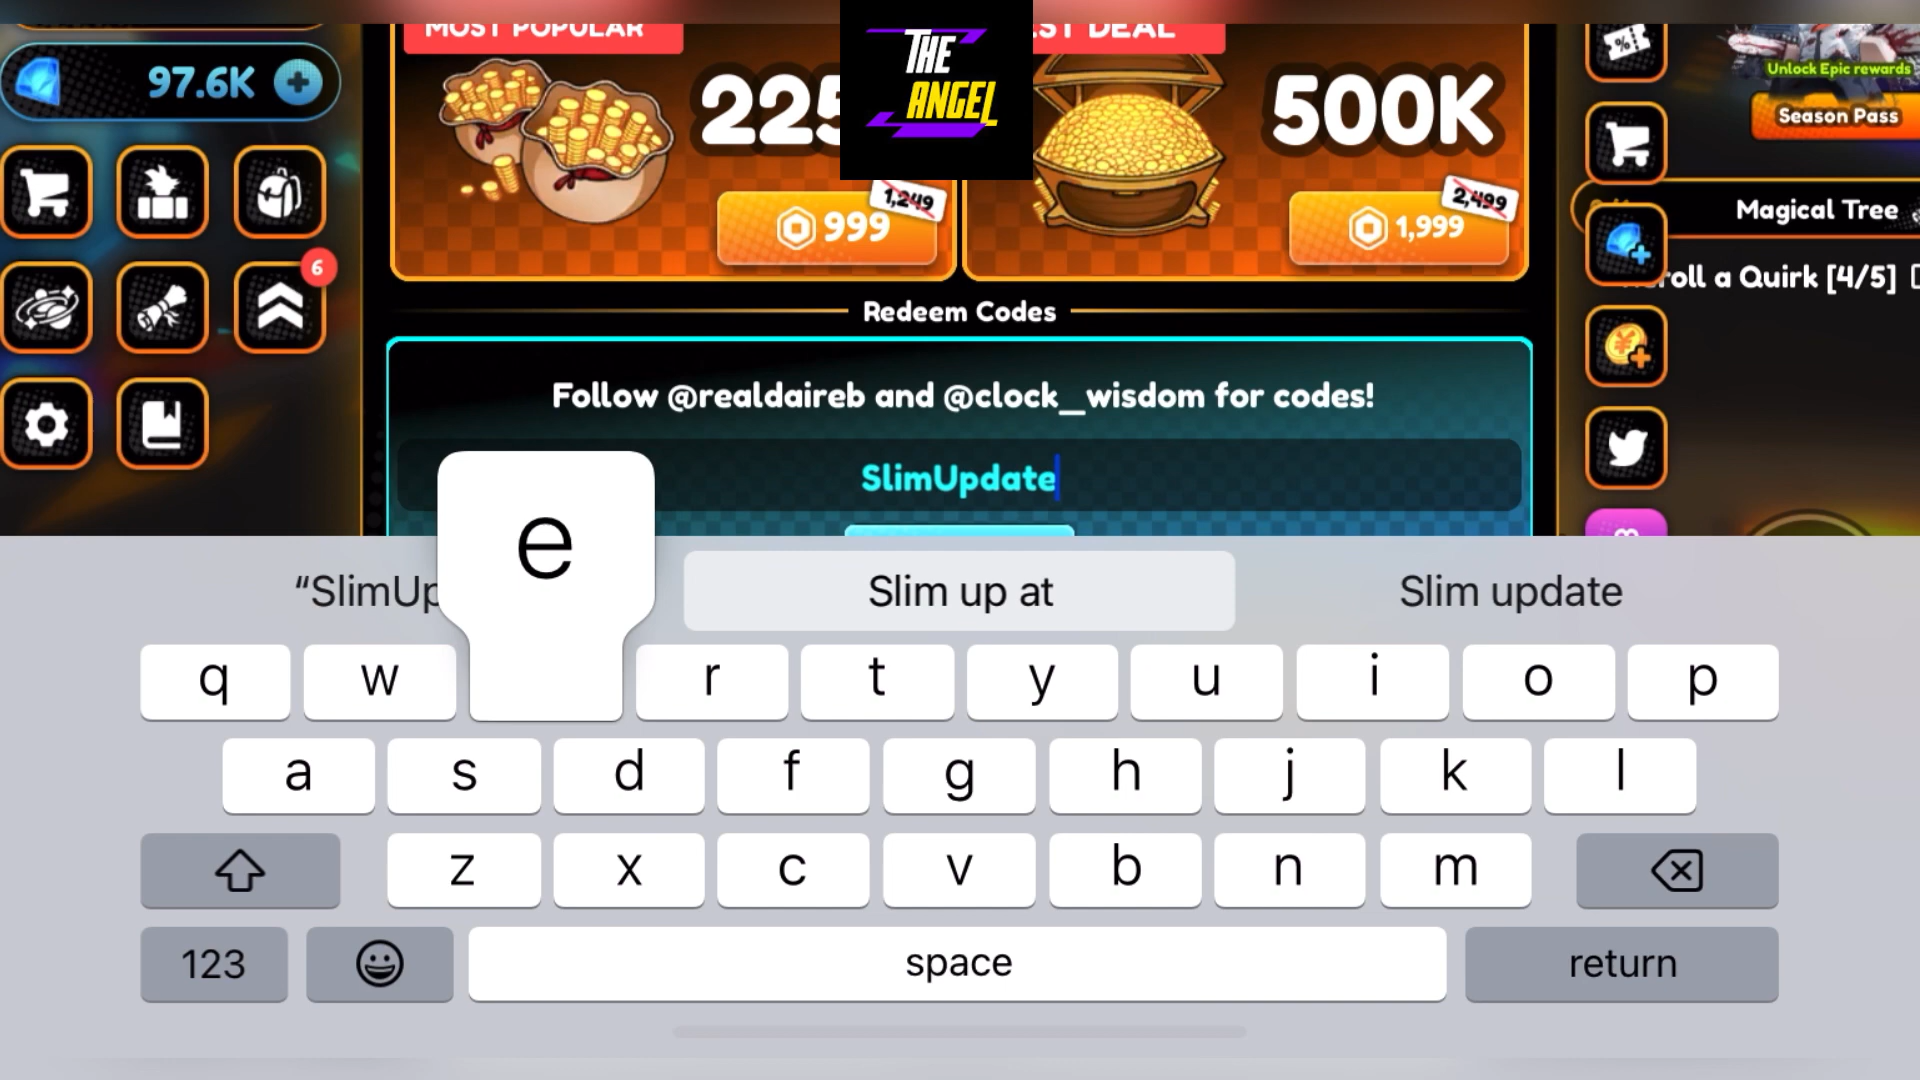 MOST POPULAR
DEAL
97.6K
225
THE
ANGEL
500K
Unlock Epic rewards
Season Pass
1,249
999
2,499
1,999
Magical Tree
roll a Quirk [4/5]
6
Redeem Codes
Follow @realdaireb and @clock_wisdom for codes!
SlimUpdate
e
“SlimUp
Slim up at
Slim update
q w r t y u i o p
a s d f g h j k l
z x c v b n m
123
space
return